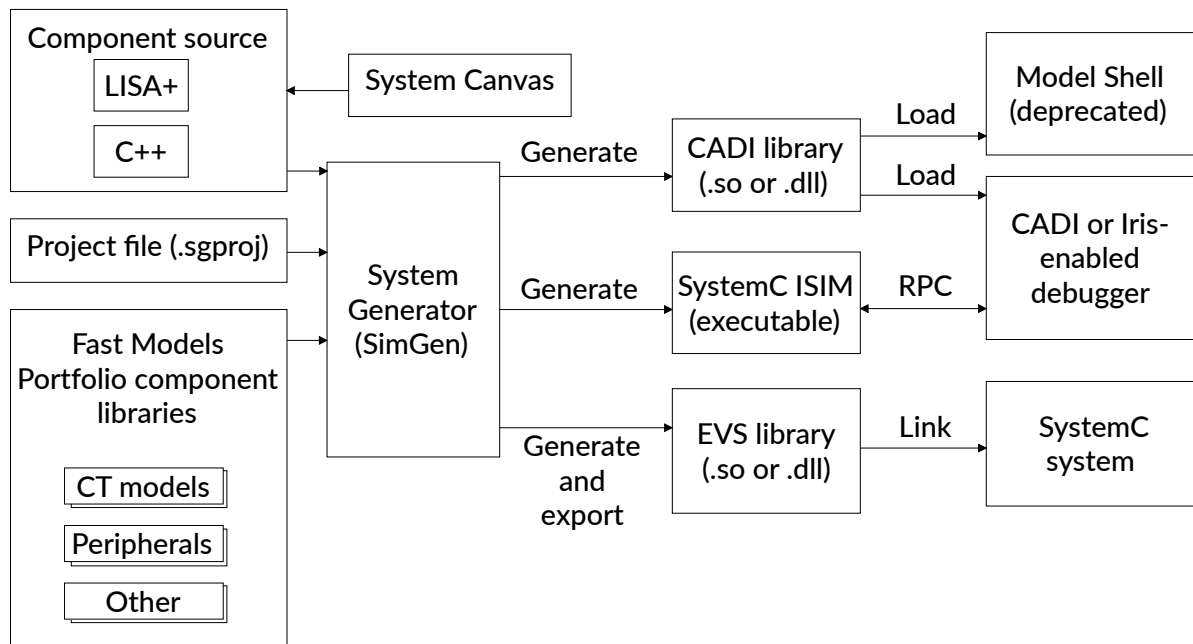 Component source
LISA+
C++
System Canvas
Project file (.sgproj)
Fast Models
Portfolio component
libraries
CT models
Peripherals
Other
System
Generator
(SimGen)
Generate
Generate
Generate
and
export
CADI library
(.so or .dll)
SystemC ISIM
(executable)
EVS library
(.so or .dll)
Load
Load
RPC
Link
Model Shell
(deprecated)
CADI or Iris-
enabled
debugger
SystemC
system